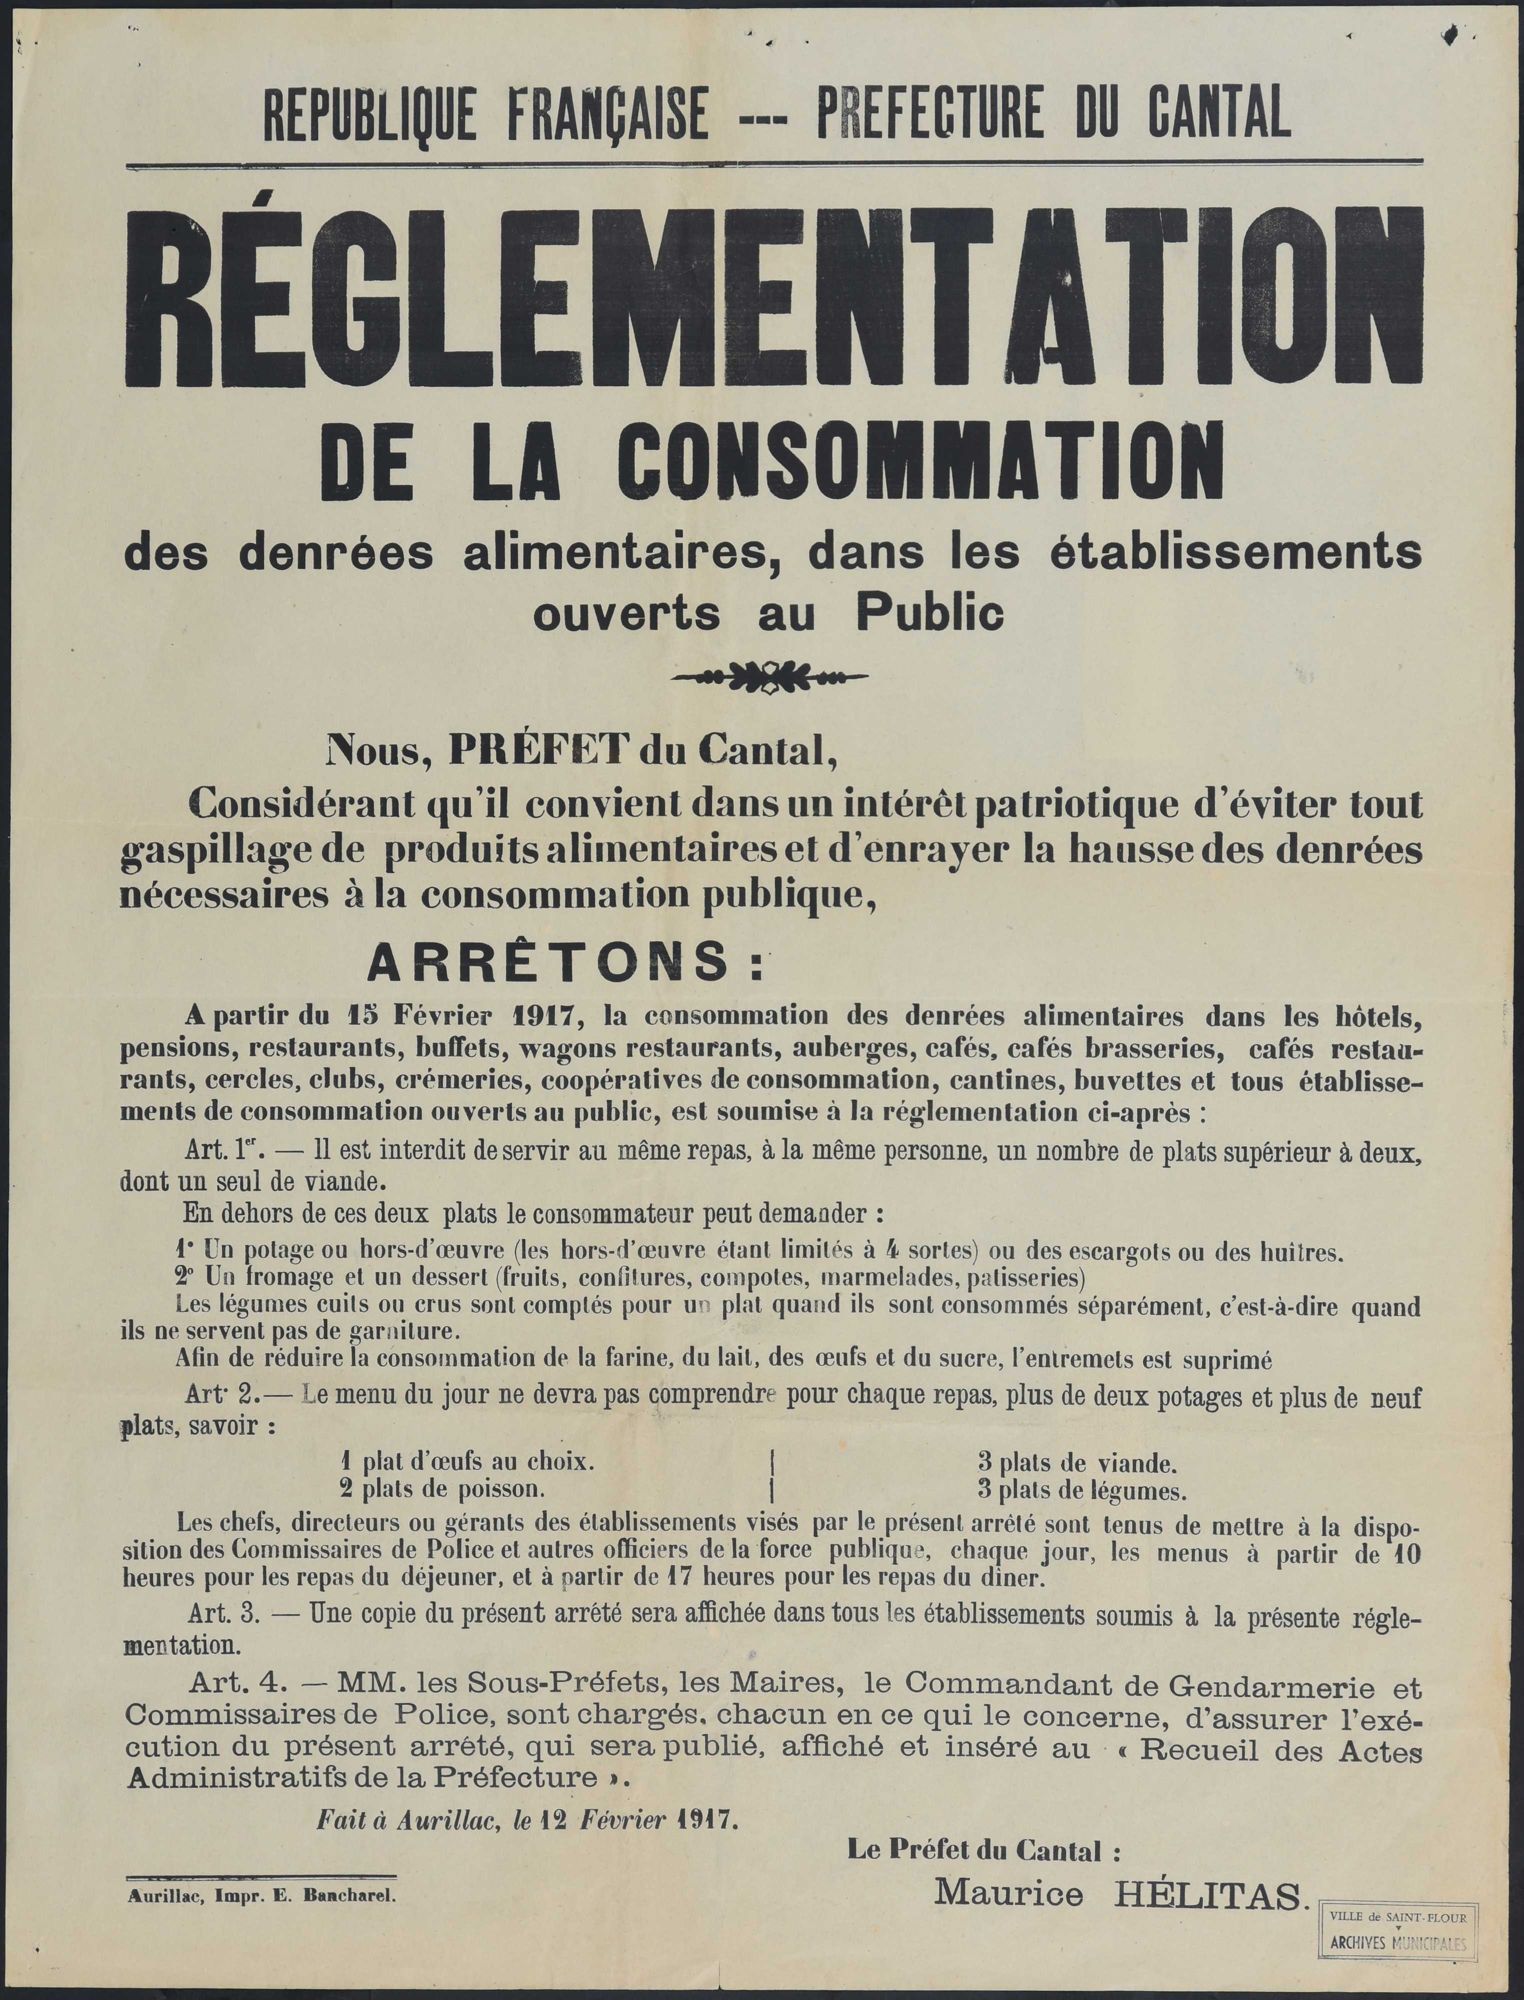 REPUBLIQUE FRANÇAISE --- PREFECTURE DU CANTAL
RÉGLEMENTATION
DE LA CONSOMMATION
des denrées alimentaires, dans les établissements
ouverts au Public
Nous, PRÉFET du Cantal,
Considérant qu'il convient dans un intérêt patriotique d'éviter tout
gaspillage de produits alimentaires et d'enrayer la hausse des denrées
nécessaires à la consommation publique,
ARRÊTONS :
A partir du 15 Février 1917, la consommation des denrées alimentaires dans les hôtels,
pensions, restaurants, buffets, wagons restaurants, auberges, cafés, cafés brasseries, cafés restau-
rants, cercles, clubs, crémeries, coopératives de consommation, cantines, buvettes et tous établisse-
ments de consommation ouverts au public, est soumise à la réglementation ci-après :
Art. 1er. — Il est interdit de servir au même repas, à la même personne, un nombre de plats supérieur à deux,
dont un seul de viande.
En dehors de ces deux plats le consommateur peut demander :
1° Un potage ou hors-d'œuvre (les hors-d'œuvre étant limités à 4 sortes) ou des escargots ou des huîtres.
2° Un fromage et un dessert (fruits, confitures, compotes, marmelades, patisseries)
Les légumes cuits ou crus sont comptés pour un plat quand ils sont consommés séparément, c'est-à-dire quand
ils ne servent pas de garniture.
Afin de réduire la consommation de la farine, du lait, des œufs et du sucre, l'entremets est suprimé
Art. 2.— Le menu du jour ne devra pas comprendre pour chaque repas, plus de deux potages et plus de neuf
plats, savoir :
1 plat d'œufs au choix. | 3 plats de viande.
2 plats de poisson. | 3 plats de légumes.
Les chefs, directeurs ou gérants des établissements visés par le présent arrêté sont tenus de mettre à la dispo-
sition des Commissaires de Police et autres officiers de la force publique, chaque jour, les menus à partir de 10
heures pour les repas du déjeuner, et à partir de 17 heures pour les repas du dîner.
Art. 3. — Une copie du présent arrêté sera affichée dans tous les établissements soumis à la présente régle-
mentation.
Art. 4. — MM. les Sous-Préfets, les Maires, le Commandant de Gendarmerie et
Commissaires de Police, sont chargés, chacun en ce qui le concerne, d'assurer l'exé-
cution du présent arrêté, qui sera publié, affiché et inséré au « Recueil des Actes
Administratifs de la Préfecture ».
Fait à Aurillac, le 12 Février 1917.
Le Préfet du Cantal :
Maurice HÉLITAS.
Aurillac, Impr. E. Bancharel.
VILLE de SAINT-FLOUR
ARCHIVES MUNICIPALES